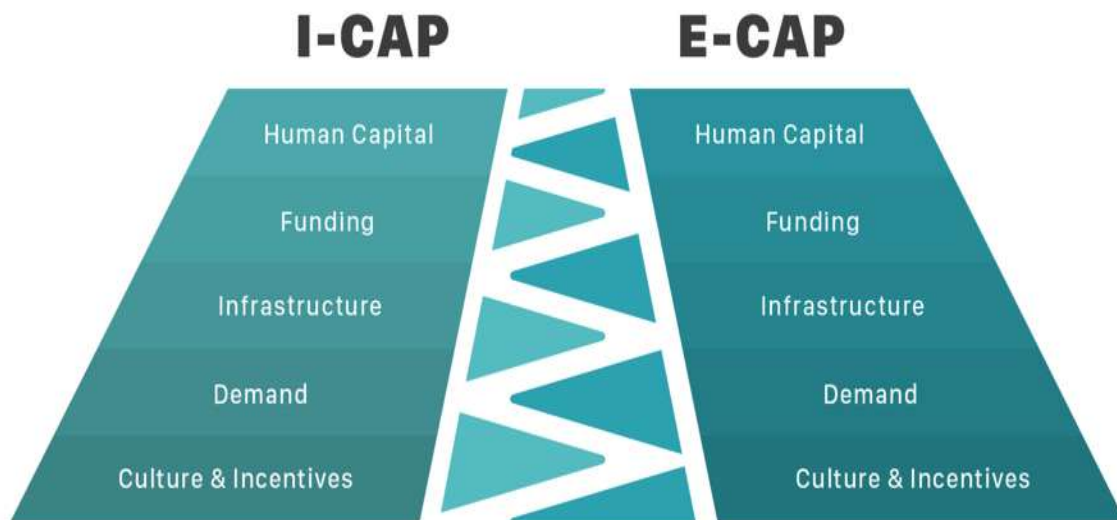 I-CAP
E-CAP
Human Capital
Human Capital
Funding
Funding
Infrastructure
Infrastructure
Demand
Demand
Culture & Incentives
Culture & Incentives